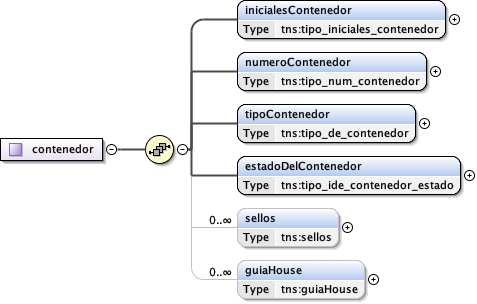 inicialesContenedor
Type tns:tipo_iniciales_contenedor
numeroContenedor
Type tns:tipo_num_contenedor
tipoContenedor
Type tns:tipo_de_contenedor
contenedor
estadoDelContenedor
Type tns:tipo_ide_contenedor_estado
0..∞ sellos
Type tns:sellos
0..∞ guiaHouse
Type tns:guiaHouse